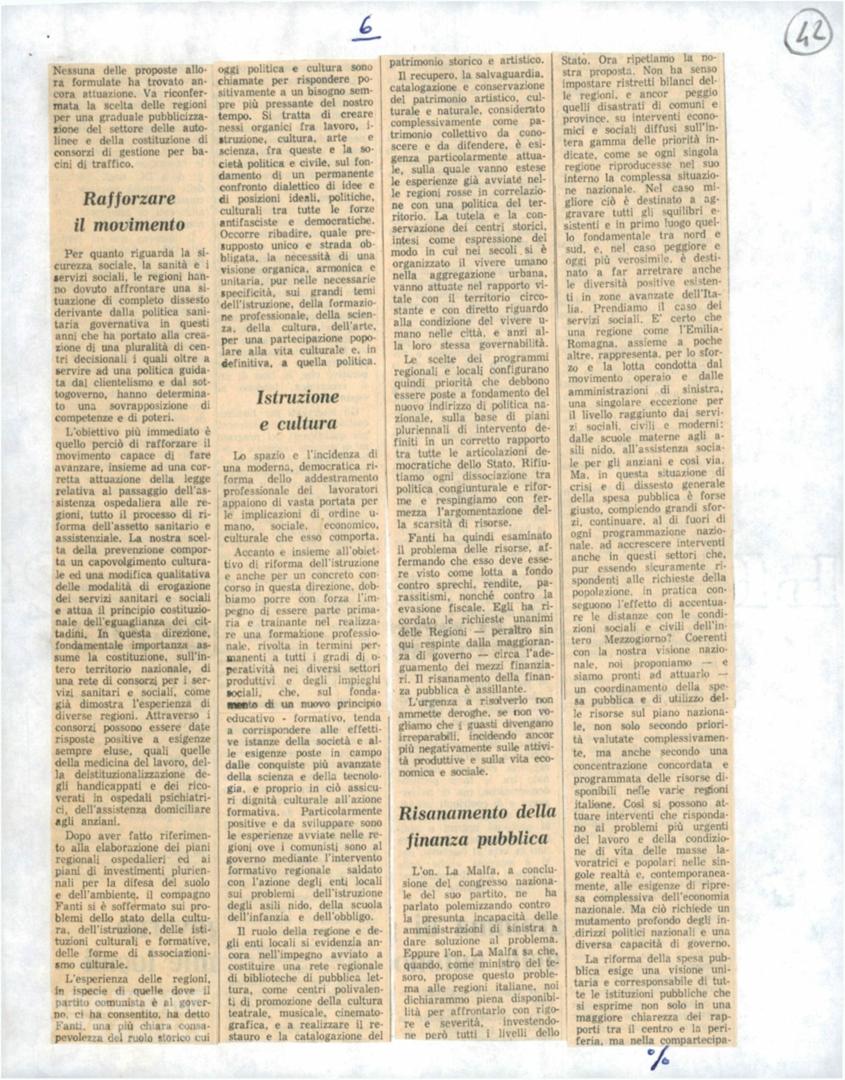 6
42
Nessuna delle proposte allo-
ra formulate ha trovato an-
cora attuazione. Va riconfer-
mata la scelta delle regioni
per una graduale pubblicizza-
zione del settore delle auto-
linee e della costituzione di
consorzi di gestione per ba-
cini di traffico.
Rafforzare
il movimento
Per quanto riguarda la si-
curezza sociale, la sanità e i
servizi sociali, le regioni han-
no dovuto affrontare una si-
tuazione di completo dissesto
derivante dalla politica sani-
taria governativa in questi
anni che ha portato alla crea-
zione di una pluralità di cen-
tri decisionali i quali oltre a
servire ad una politica guida-
ta dal clientelismo e dal sot-
togoverno, hanno determina-
to una sovrapposizione di
competenze e di poteri.
L'obiettivo più immediato è
quello perciò di rafforzare il
movimento capace di fare
avanzare, insieme ad una cor-
retta attuazione della legge
relativa al passaggio dell'as-
sistenza ospedaliera alle re-
gioni, tutto il processo di ri-
forma dell'assetto sanitario e
assistenziale. La nostra scel-
ta della prevenzione compor-
ta un capovolgimento cultura-
le ed una modifica qualitativa
delle modalità di erogazione
dei servizi sanitari e sociali
e attua il principio costituzio-
nale dell'eguaglianza dei cit-
tadini. In questa direzione,
fondamentale importanza as-
sume la costituzione, sull'in-
tero territorio nazionale, di
una rete di consorzi per i ser-
vizi sanitari e sociali, come
già dimostra l'esperienza di
diverse regioni. Attraverso i
consorzi possono essere date
risposte positive a esigenze
sempre eluse, quali quelle
della medicina del lavoro, del-
la deistituzionalizzazione de-
gli handicappati e dei rico-
verati in ospedali psichiatri-
ci, dell'assistenza domiciliare
agli anziani.
Dopo aver fatto riferimen-
to alla elaborazione dei piani
regionali ospedalieri ed ai
piani di investimenti plurien-
nali per la difesa del suolo
e dell'ambiente, il compagno
Fanti si è soffermato sui pro-
blemi dello stato della cultu-
ra, dell'istruzione, delle isti-
tuzioni culturali e formative,
delle forme di associazioni-
smo culturale.
L'esperienza delle regioni,
in ispecie di quelle dove il
partito comunista è al gover-
no, ci ha consentito, ha detto
Fanti, una più chiara consa-
pevolezza del ruolo storico cui
oggi politica e cultura sono
chiamate per rispondere po-
sitivamente a un bisogno sem-
pre più pressante del nostro
tempo. Si tratta di creare
nessi organici fra lavoro, i-
struzione, cultura, arte e
scienza, fra queste e la so-
cietà politica e civile, sul fon-
damento di un permanente
confronto dialettico di idee e
di posizioni ideali, politiche,
culturali tra tutte le forze
antifasciste e democratiche.
Occorre ribadire, quale pre-
supposto unico e strada ob-
bligata, la necessità di una
visione organica, armonica e
unitaria, pur nelle necessarie
specificità, sui grandi temi
dell'istruzione, della formazio-
ne professionale, della scien-
za, della cultura, dell'arte,
per una partecipazione popo-
lare alla vita culturale e, in
definitiva, a quella politica.
Istruzione
e cultura
Lo spazio e l'incidenza di
una moderna, democratica ri-
forma dello addestramento
professionale dei lavoratori
appaiono di vasta portata per
le implicazioni di ordine u-
mano, sociale, economico,
culturale che esso comporta.
Accanto e insieme all'obiet-
tivo di riforma dell'istruzione
e anche per un concreto con-
corso in questa direzione, dob-
biamo porre con forza l'im-
pegno di essere parte prima-
ria e trainante nel realizza-
re una formazione professio-
nale, rivolta in termini per-
manenti a tutti i gradi di o-
peratività nei diversi settori
produttivi e degli impieghi
sociali, che, sul fonda-
mento di un nuovo principio
educativo - formativo, tenda
a corrispondere alle effetti-
ve istanze della società e al-
le esigenze poste in campo
dalle conquiste più avanzate
della scienza e della tecnolo-
gia, e proprio in ciò assicu-
ri dignità culturale all'azione
formativa. Particolarmente
positive e da sviluppare sono
le esperienze avviate nelle re-
gioni ove i comunisti sono al
governo mediante l'intervento
formativo regionale saldato
con l'azione degli enti locali
sui problemi dell'istruzione
degli asili nido, della scuola
dell'infanzia e dell'obbligo.
Il ruolo della regione e de-
gli enti locali si evidenzia an-
cora nell'impegno avviato a
costituire una rete regionale
di biblioteche di pubblica let-
tura, come centri polivalen-
ti di promozione della cultura
teatrale, musicale, cinemato-
grafica, e a realizzare il re-
stauro e la catalogazione del
patrimonio storico e artistico.
Il recupero, la salvaguardia,
catalogazione e conservazione
del patrimonio artistico, cul-
turale e naturale, considerato
complessivamente come pa-
trimonio collettivo da cono-
scere e da difendere, è esi-
genza particolarmente attua-
le, sulla quale vanno estese
le esperienze già avviate nel-
le regioni rosse in correlazio-
ne con una politica del ter-
ritorio. La tutela e la con-
servazione dei centri storici,
intesi come espressione del
modo in cui nei secoli si è
organizzato il vivere umano
nella aggregazione urbana,
vanno attuate nel rapporto vi-
tale con il territorio circo-
stante e con diretto riguardo
alla condizione del vivere u-
mano nelle città, e anzi al-
la loro stessa governabilità.
Le scelte dei programmi
regionali e locali configurano
quindi priorità che debbono
essere poste a fondamento del
nuovo indirizzo di politica na-
zionale, sulla base di piani
pluriennali di intervento de-
finiti in un corretto rapporto
tra tutte le articolazioni de-
mocratiche dello Stato. Rifiu-
tiamo ogni dissociazione tra
politica congiunturale e rifor-
me e respingiamo con fer-
mezza l'argomentazione del-
la scarsità di risorse.
Fanti ha quindi esaminato
il problema delle risorse, af-
fermando che esso deve esse-
re visto come lotta a fondo
contro sprechi, rendite, pa-
rassitismi, nonché contro la
evasione fiscale. Egli ha ri-
cordato le richieste unanimi
delle Regioni — peraltro sin
qui respinte dalla maggioran-
za di governo — circa l'ade-
guamento dei mezzi finanzia-
ri. Il risanamento della finan-
za pubblica è assillante.
L'urgenza a risolverlo non
ammette deroghe, se non vo-
gliamo che i guasti divengano
irreparabili, incidendo ancor
più negativamente sulle attivi-
tà produttive e sulla vita eco-
nomica e sociale.
Risanamento della
finanza pubblica
L'on. La Malfa, a conclu-
sione del congresso naziona-
le del suo partito, ne ha
parlato polemizzando contro
la presunta incapacità delle
amministrazioni di sinistra a
dare soluzione al problema.
Eppure l'on. La Malfa sa che,
quando, come ministro del te-
soro, propose questo proble-
ma alle regioni italiane, noi
dichiarammo piena disponibi-
lità per affrontarlo con rigo-
re e severità, investendo-
ne però tutti i livelli dello
Stato. Ora ripetiamo la no-
stra proposta. Non ha senso
impostare ristretti bilanci del-
le regioni, e ancor peggio
quelli disastrati di comuni e
province, su interventi econo-
mici e sociali diffusi sull'in-
tera gamma delle priorità in-
dicate, come se ogni singola
regione riproducesse nel suo
interno la complessa situazio-
ne nazionale. Nel caso mi-
gliore ciò è destinato a ag-
gravare tutti gli squilibri e-
sistenti e in primo luogo quel-
lo fondamentale tra nord e
sud, e, nel caso peggiore e
oggi più verosimile, è desti-
nato a far arretrare anche
le diversità positive esisten-
ti in zone avanzate dell'Ita-
lia. Prendiamo il caso dei
servizi sociali. E' certo che
una regione come l'Emilia-
Romagna, assieme a poche
altre, rappresenta, per lo sfor-
zo e la lotta condotta dal
movimento operaio e dalle
amministrazioni di sinistra,
una singolare eccezione per
il livello raggiunto dai servi-
zi sociali, civili e moderni:
dalle scuole materne agli a-
sili nido, all'assistenza socia-
le per gli anziani e così via.
Ma, in questa situazione di
crisi e di dissesto generale
della spesa pubblica è forse
giusto, compiendo grandi sfor-
zi, continuare, al di fuori di
ogni programmazione nazio-
nale, ad accrescere interventi
anche in questi settori che,
pur essendo sicuramente ri-
spondenti alle richieste della
popolazione, in pratica con-
seguono l'effetto di accentua-
re le distanze con le condi-
zioni sociali e civili dell'in-
tero Mezzogiorno? Coerenti
con la nostra visione nazio-
nale, noi proponiamo — e
siamo pronti ad attuarlo —
un coordinamento della spe-
sa pubblica e di utilizzo del-
le risorse sul piano naziona-
le, non solo secondo priori-
tà valutate complessivamen-
te, ma anche secondo una
concentrazione concordata e
programmata delle risorse di-
sponibili nelle varie regioni
italiane. Così si possono at-
tuare interventi che risponda-
no ai problemi più urgenti
del lavoro e della condizio-
ne di vita delle masse la-
voratrici e popolari nelle sin-
gole realtà e, contemporanea-
mente, alle esigenze di ripre-
sa complessiva dell'economia
nazionale. Ma ciò richiede un
mutamento profondo degli in-
dirizzi politici nazionali e una
diversa capacità di governo.
La riforma della spesa pub-
blica esige una visione uni-
taria e corresponsabile di tut-
te le istituzioni pubbliche che
si esprime non solo in una
maggiore chiarezza dei rap-
porti tra il centro e la peri-
feria, ma nella compartecipa-
%